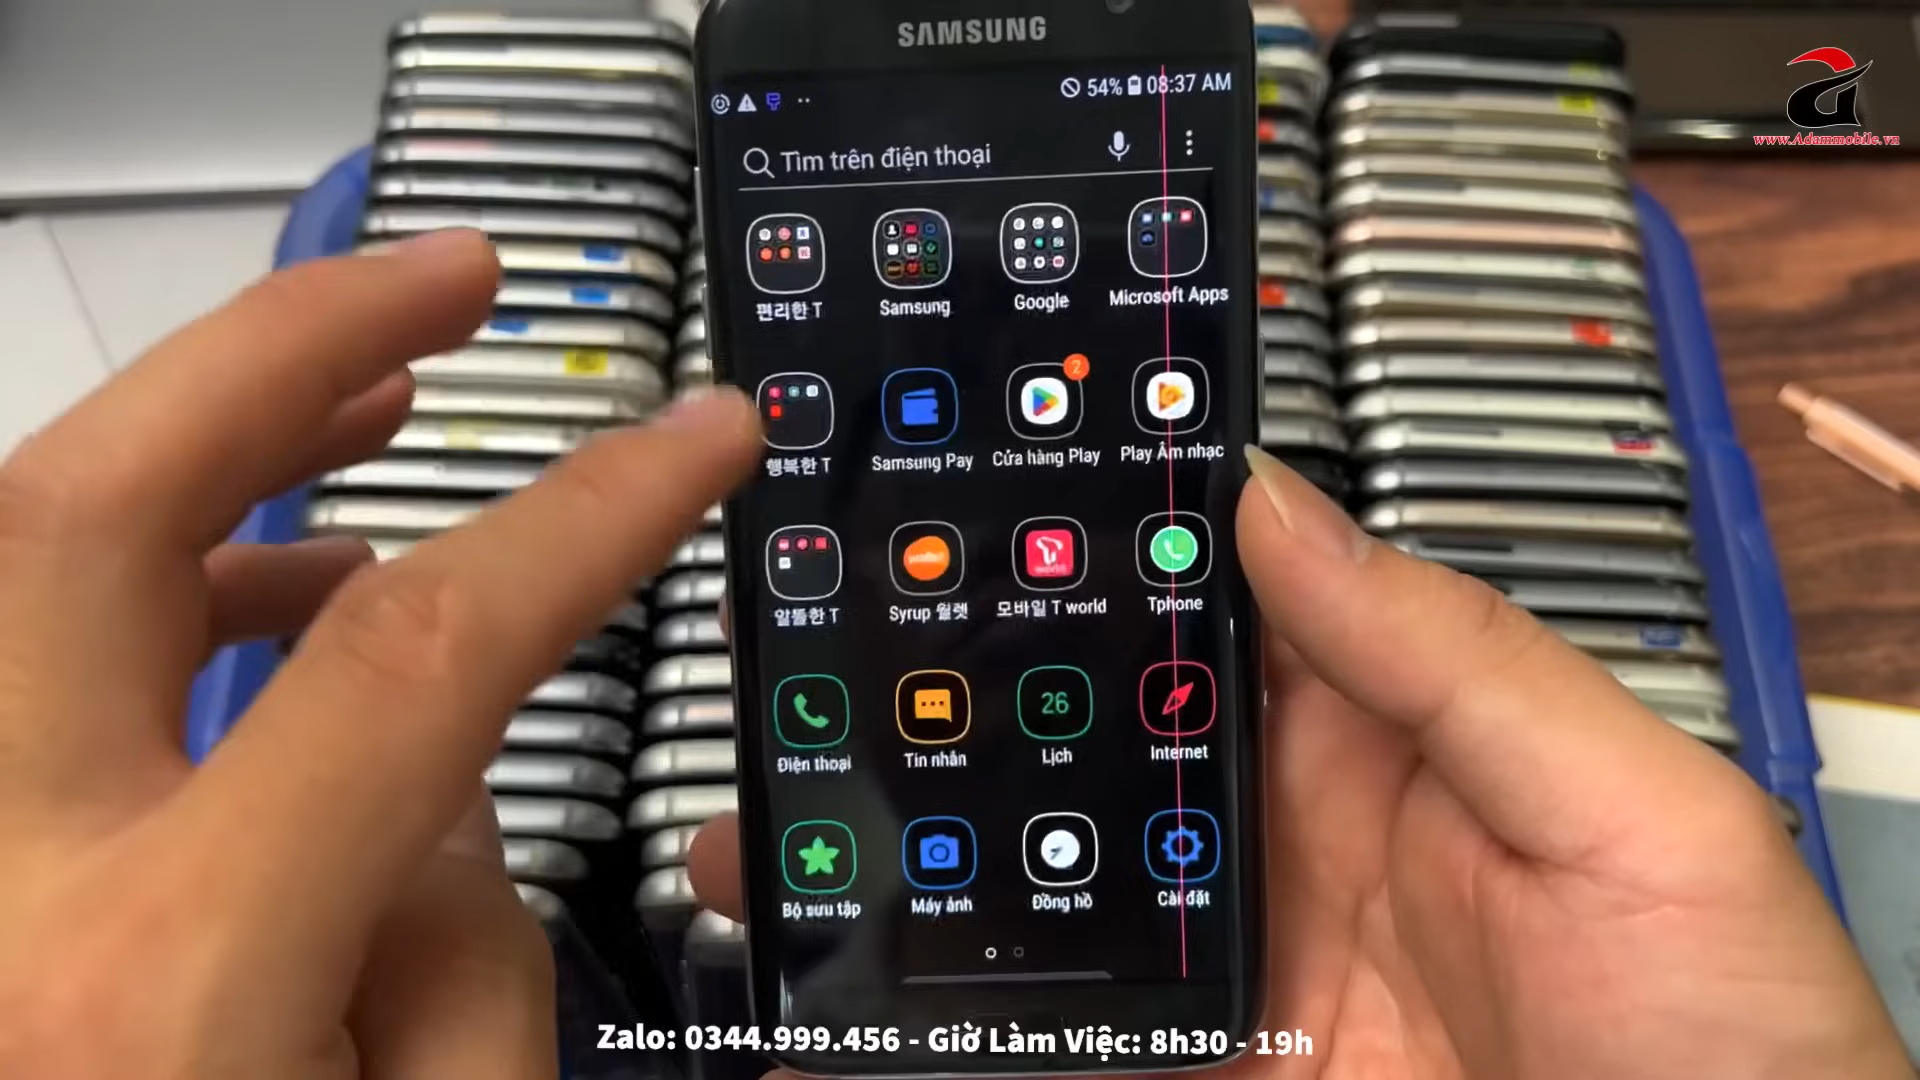 SAMSUNG
www.Adammobile.vn
54% 08:37 AM
Tìm trên điện thoại
편리한 T
Samsung
Google
Microsoft Apps
2
행복한 T
Samsung Pay
Cửa hàng Play
Play Âm nhạc
알뜰한 T
Syrup 월렛
모바일 T world
Tphone
26
Điện thoại
Tin nhắn
Lịch
Internet
Bộ sưu tập
Máy ảnh
Đồng hồ
Cài đặt
Zalo: 0344.999.456 - Giờ Làm Việc: 8h30 - 19h